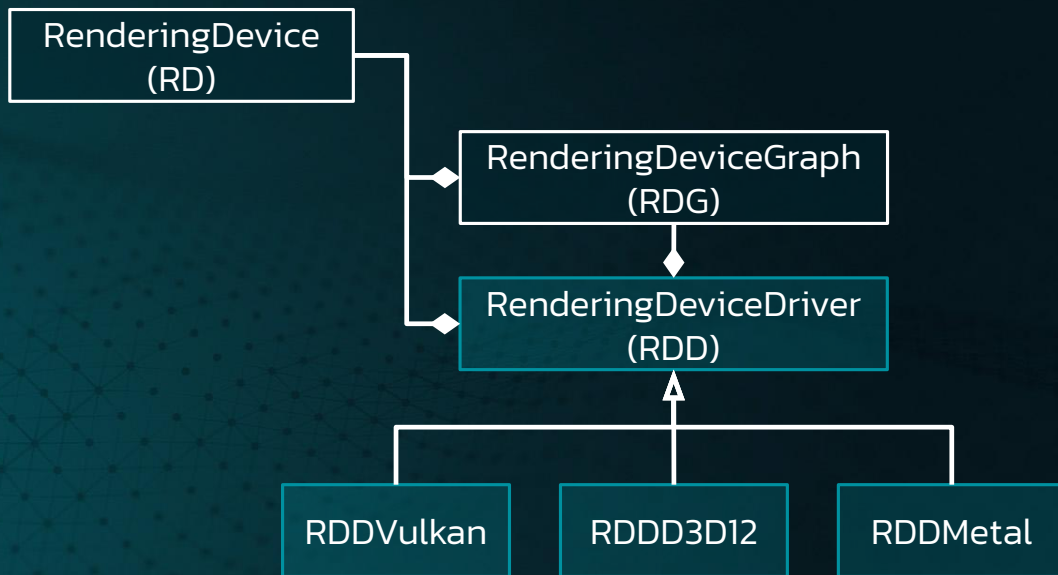 RenderingDevice
(RD)
RenderingDeviceGraph
(RDG)
RenderingDeviceDriver
(RDD)
RDDVulkan
RDDD3D12
RDDMetal